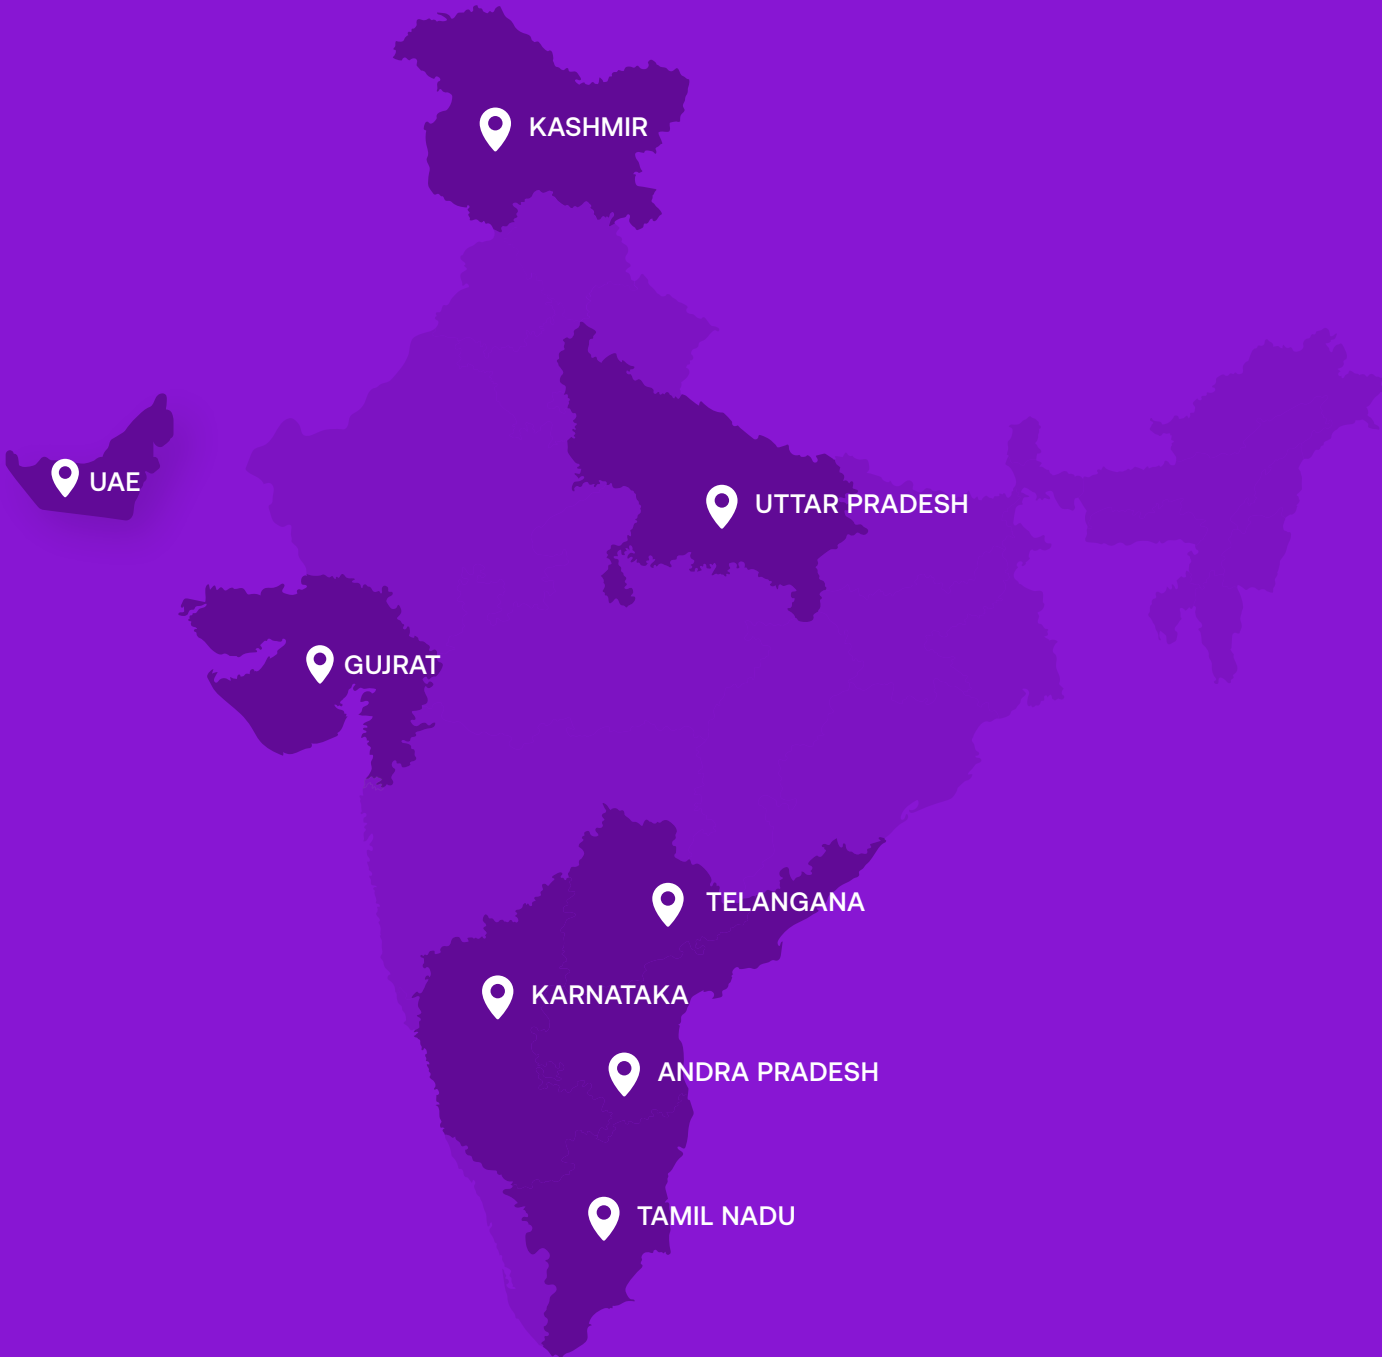 KASHMIR
UAE
UTTAR PRADESH
GUJRAT
TELANGANA
KARNATAKA
ANDRA PRADESH
TAMIL NADU